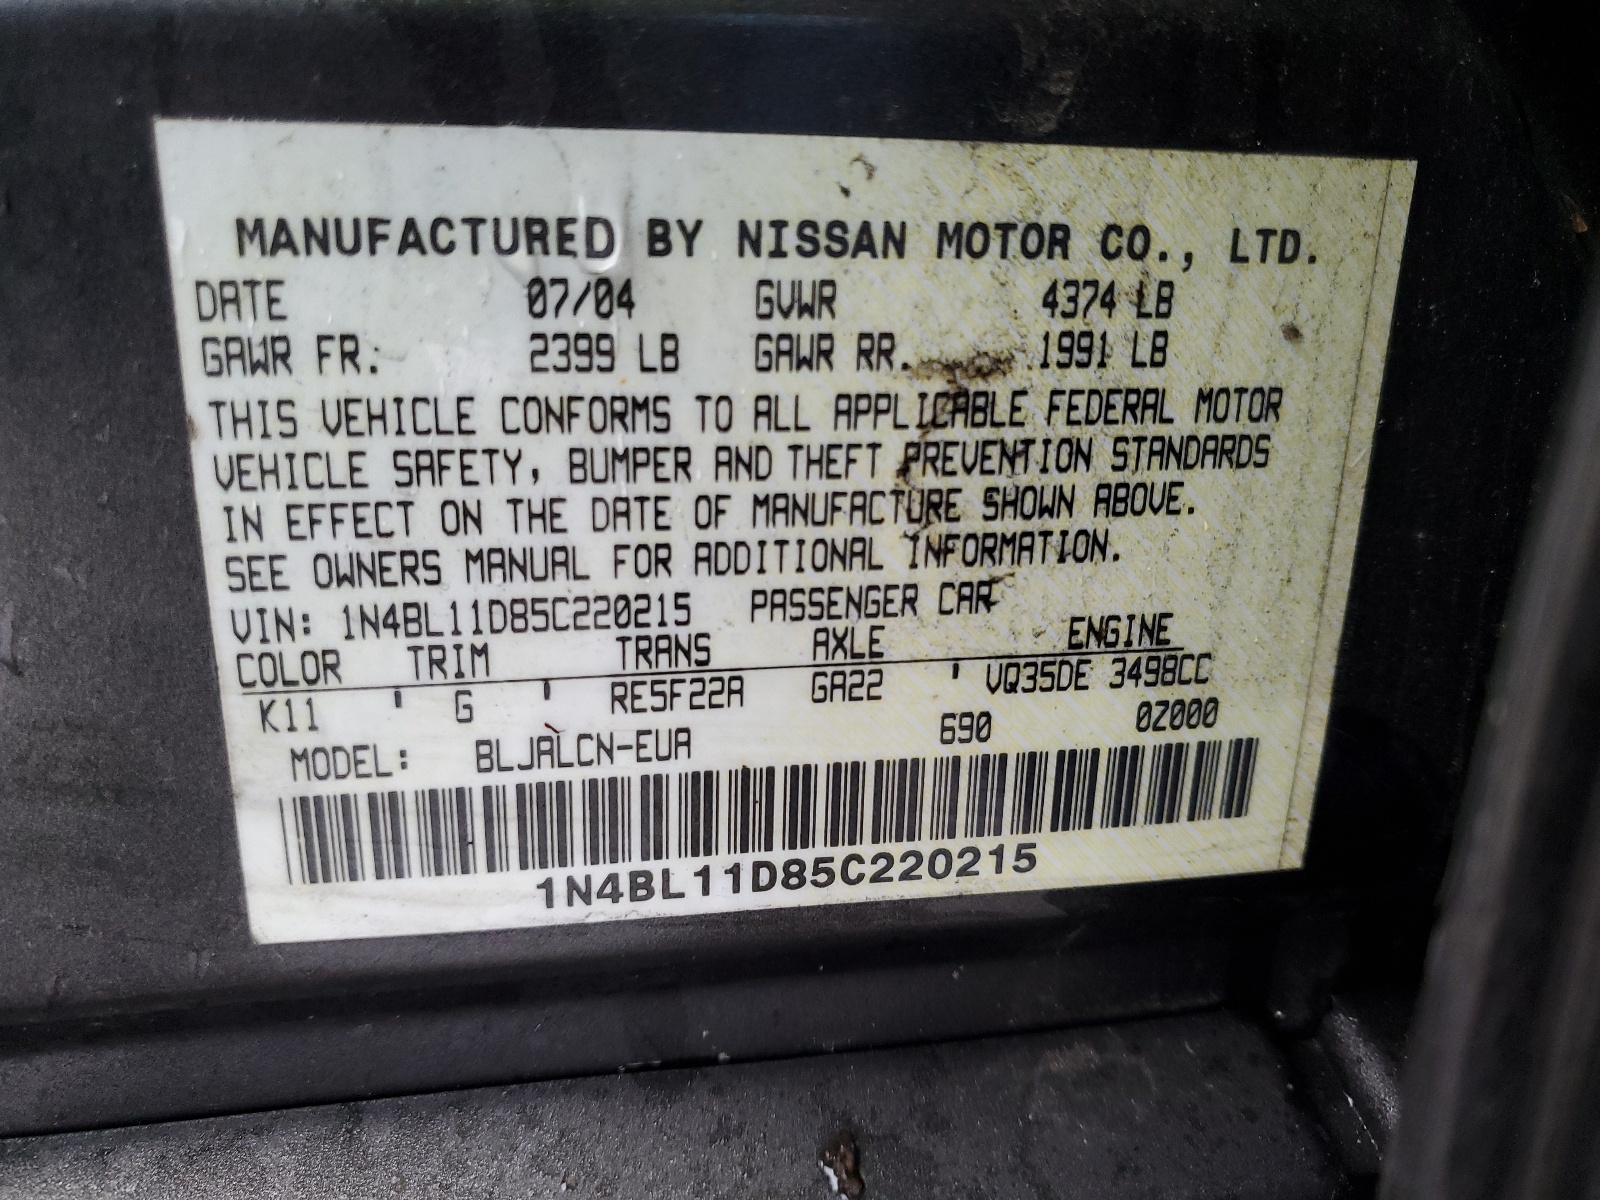 MANUFACTURED BY NISSAN MOTOR CO., LTD.
DATE 07/04 GVWR 4374 LB
GAWR FR: 2399 LB GAWR RR. 1991 LB
THIS VEHICLE CONFORMS TO ALL APPLICABLE FEDERAL MOTOR
VEHICLE SAFETY, BUMPER AND THEFT PREVENTION STANDARDS
IN EFFECT ON THE DATE OF MANUFACTURE SHOWN ABOVE.
SEE OWNERS MANUAL FOR ADDITIONAL INFORMATION.
VIN: 1N4BL11D85C220215 PASSENGER CAR
COLOR TRIM TRANS AXLE ENGINE
K11 ' G ' RE5F22A GA22 ' VQ35DE 3498CC
MODEL: BLJALCN-EUA 690 0Z000
1N4BL11D85C220215